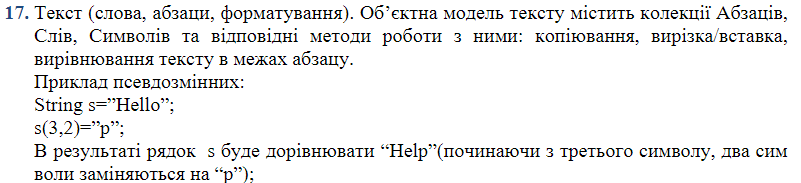 17. Текст (слова, абзаци, форматування). Об’єктна модель тексту містить колекції Абзаців,
Слів, Символів та відповідні методи роботи з ними: копіювання, вирізка/вставка,
вирівнювання тексту в межах абзацу.
Приклад псевдозмінних:
String s=”Hello”;
s(3,2)=”p”;
В результаті рядок s буде дорівнювати “Help”(починаючи з третього символу, два сим
воли заміняються на “p”);